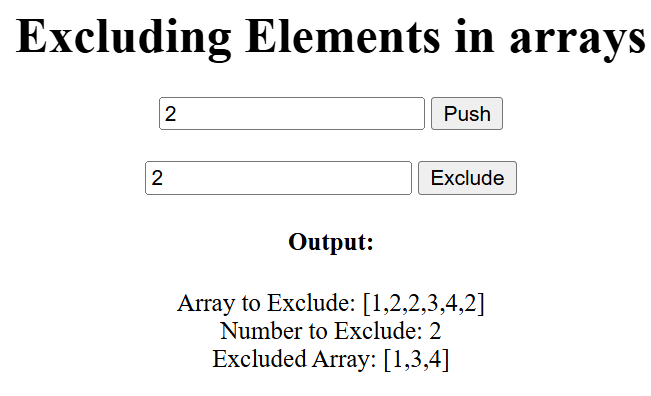 Excluding Elements in arrays
2 Push
2 Exclude
Output:
Array to Exclude: [1,2,2,3,4,2]
Number to Exclude: 2
Excluded Array: [1,3,4]